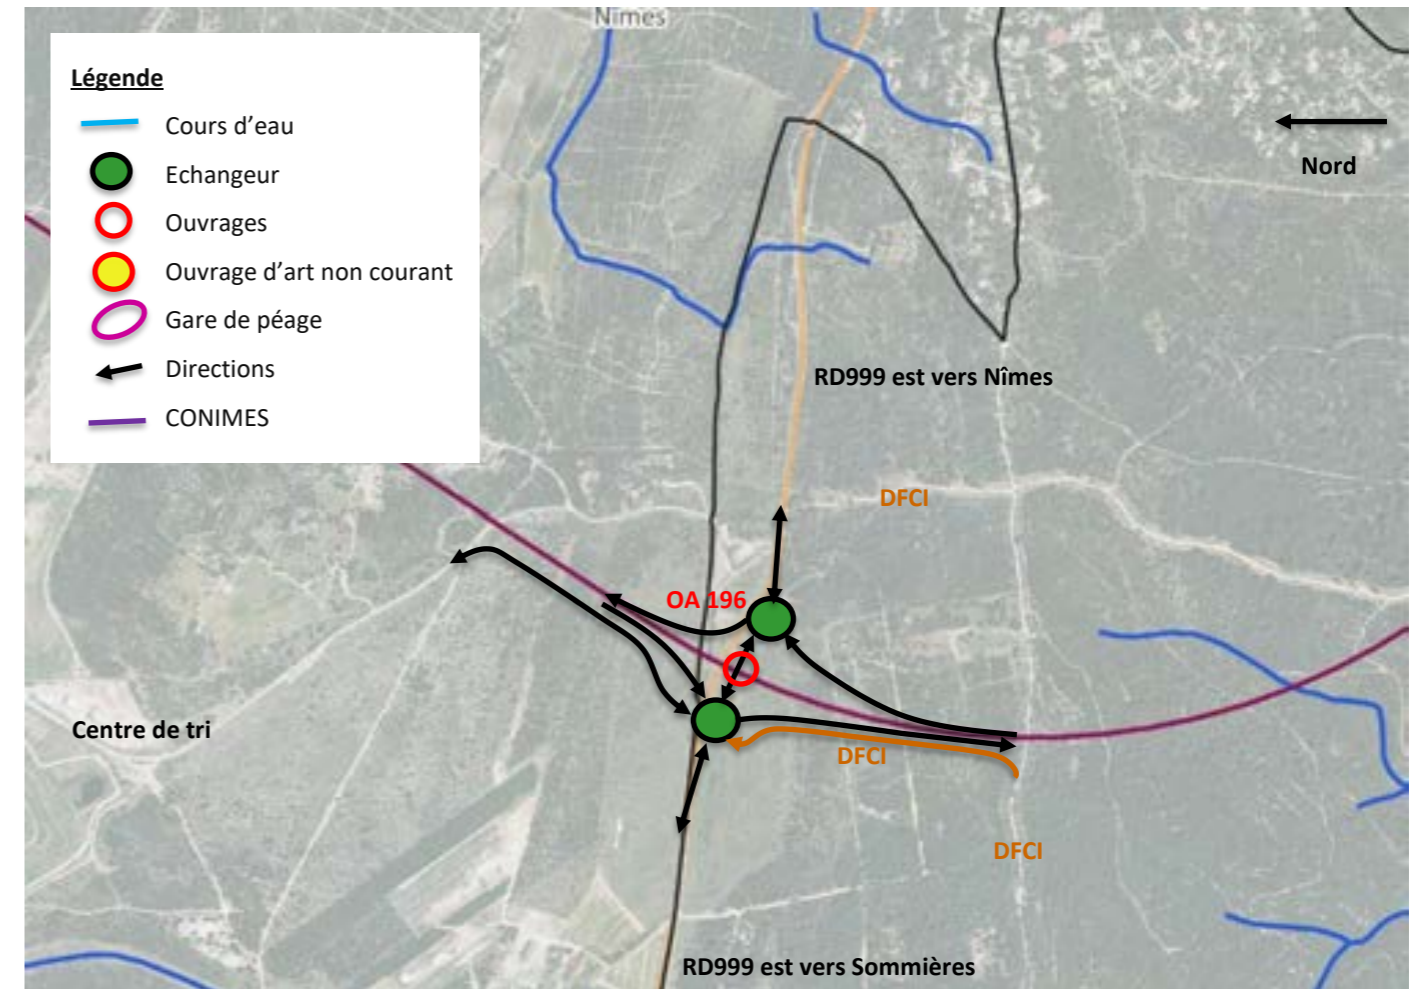 Nîmes
Légende
Cours d’eau
Echangeur
Ouvrages
Ouvrage d’art non courant
Gare de péage
Directions
CONIMES
Nord
RD999 est vers Nîmes
DFCI
OA 196
Centre de tri
DFCI
DFCI
RD999 est vers Sommières